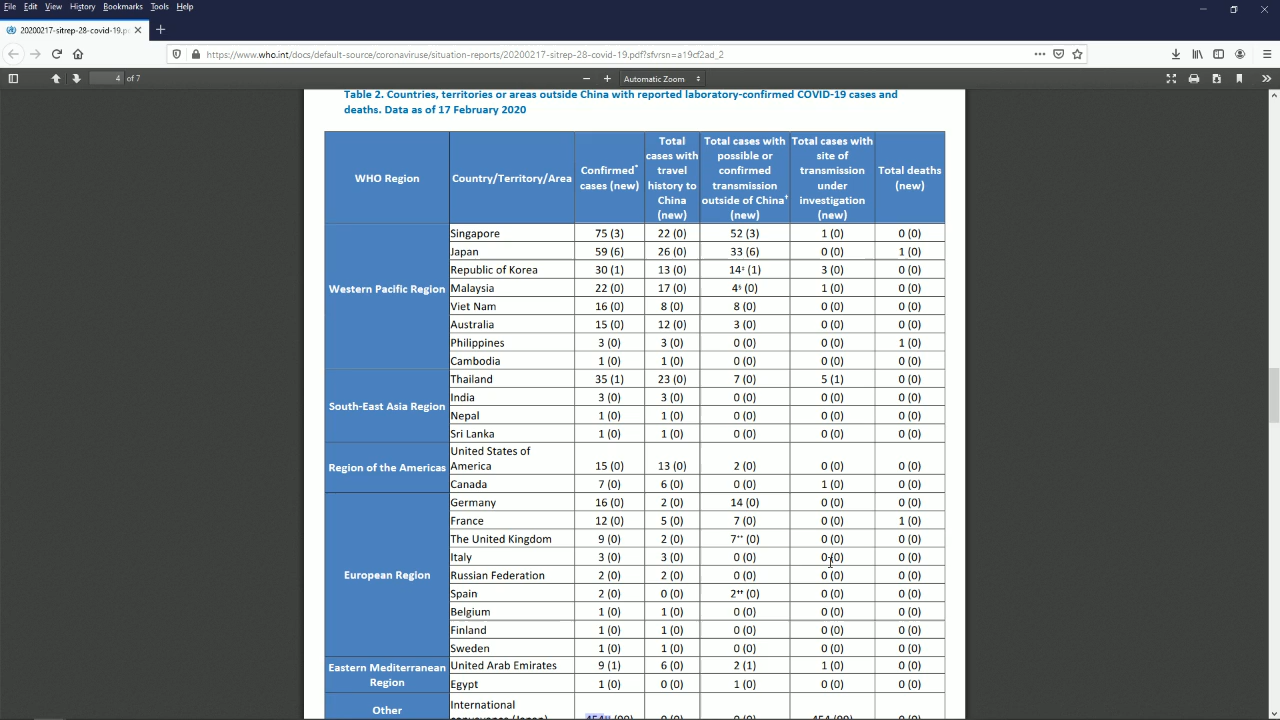 File Edit View History Bookmarks Tools Help
20200217-sitrep-28-covid-19.p
https://www.who.int/docs/default-source/coronaviruse/situation-reports/20200217-sitrep-28-covid-19.pdf?sfvrsn=a19cf2ad_2
4 of 7
Automatic Zoom
Table 2. Countries, territories or areas outside China with reported laboratory-confirmed COVID-19 cases and
deaths. Data as of 17 February 2020
WHO Region
Country/Territory/Area
Confirmed*
cases (new)
Total
cases with
travel
history to
China
(new)
Total cases with
possible or
confirmed
transmission
outside of China†
(new)
Total cases with
site of
transmission
under
investigation
(new)
Total deaths
(new)
Western Pacific Region
Singapore 75 (3) 22 (0) 52 (3) 1 (0) 0 (0)
Japan 59 (6) 26 (0) 33 (6) 0 (0) 1 (0)
Republic of Korea 30 (1) 13 (0) 14 (1) 3 (0) 0 (0)
Malaysia 22 (0) 17 (0) 4 (0) 1 (0) 0 (0)
Viet Nam 16 (0) 8 (0) 8 (0) 0 (0) 0 (0)
Australia 15 (0) 12 (0) 3 (0) 0 (0) 0 (0)
Philippines 3 (0) 3 (0) 0 (0) 0 (0) 1 (0)
Cambodia 1 (0) 1 (0) 0 (0) 0 (0) 0 (0)
South-East Asia Region
Thailand 35 (1) 23 (0) 7 (0) 5 (1) 0 (0)
India 3 (0) 3 (0) 0 (0) 0 (0) 0 (0)
Nepal 1 (0) 1 (0) 0 (0) 0 (0) 0 (0)
Sri Lanka 1 (0) 1 (0) 0 (0) 0 (0) 0 (0)
Region of the Americas
United States of
America 15 (0) 13 (0) 2 (0) 0 (0) 0 (0)
Canada 7 (0) 6 (0) 0 (0) 1 (0) 0 (0)
European Region
Germany 16 (0) 2 (0) 14 (0) 0 (0) 0 (0)
France 12 (0) 5 (0) 7 (0) 0 (0) 1 (0)
The United Kingdom 9 (0) 2 (0) 7 (0) 0 (0) 0 (0)
Italy 3 (0) 3 (0) 0 (0) 0 (0) 0 (0)
Russian Federation 2 (0) 2 (0) 0 (0) 0 (0) 0 (0)
Spain 2 (0) 0 (0) 2†† (0) 0 (0) 0 (0)
Belgium 1 (0) 1 (0) 0 (0) 0 (0) 0 (0)
Finland 1 (0) 1 (0) 0 (0) 0 (0) 0 (0)
Sweden 1 (0) 1 (0) 0 (0) 0 (0) 0 (0)
Eastern Mediterranean
Region
United Arab Emirates 9 (1) 6 (0) 2 (1) 1 (0) 0 (0)
Egypt 1 (0) 0 (0) 1 (0) 0 (0) 0 (0)
Other
International
conveyance (Japan) 454 (99) 0 (0) 0 (0) 454 (99) 0 (0)